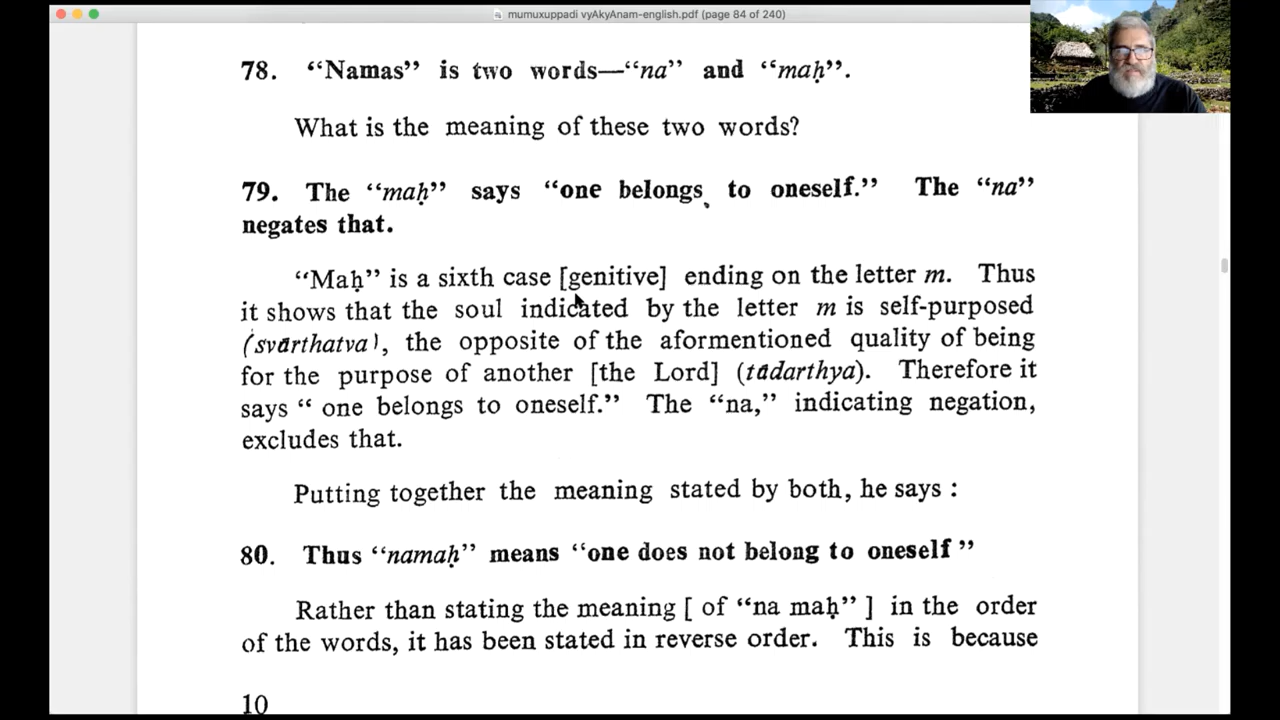 mumuxuppadi vyAkyAnam-english.pdf (page 84 of 240)
78. “Namas” is two words—“na” and “maḥ”.
What is the meaning of these two words?
79. The “maḥ” says “one belongs to oneself.” The “na”
negates that.
“Maḥ” is a sixth case [genitive] ending on the letter m. Thus
it shows that the soul indicated by the letter m is self-purposed
(svārthatva), the opposite of the aformentioned quality of being
for the purpose of another [the Lord] (tādarthya). Therefore it
says “ one belongs to oneself.” The “na,” indicating negation,
excludes that.
Putting together the meaning stated by both, he says :
80. Thus “namaḥ” means “one does not belong to oneself ”
Rather than stating the meaning [ of “na maḥ” ] in the order
of the words, it has been stated in reverse order. This is because
10